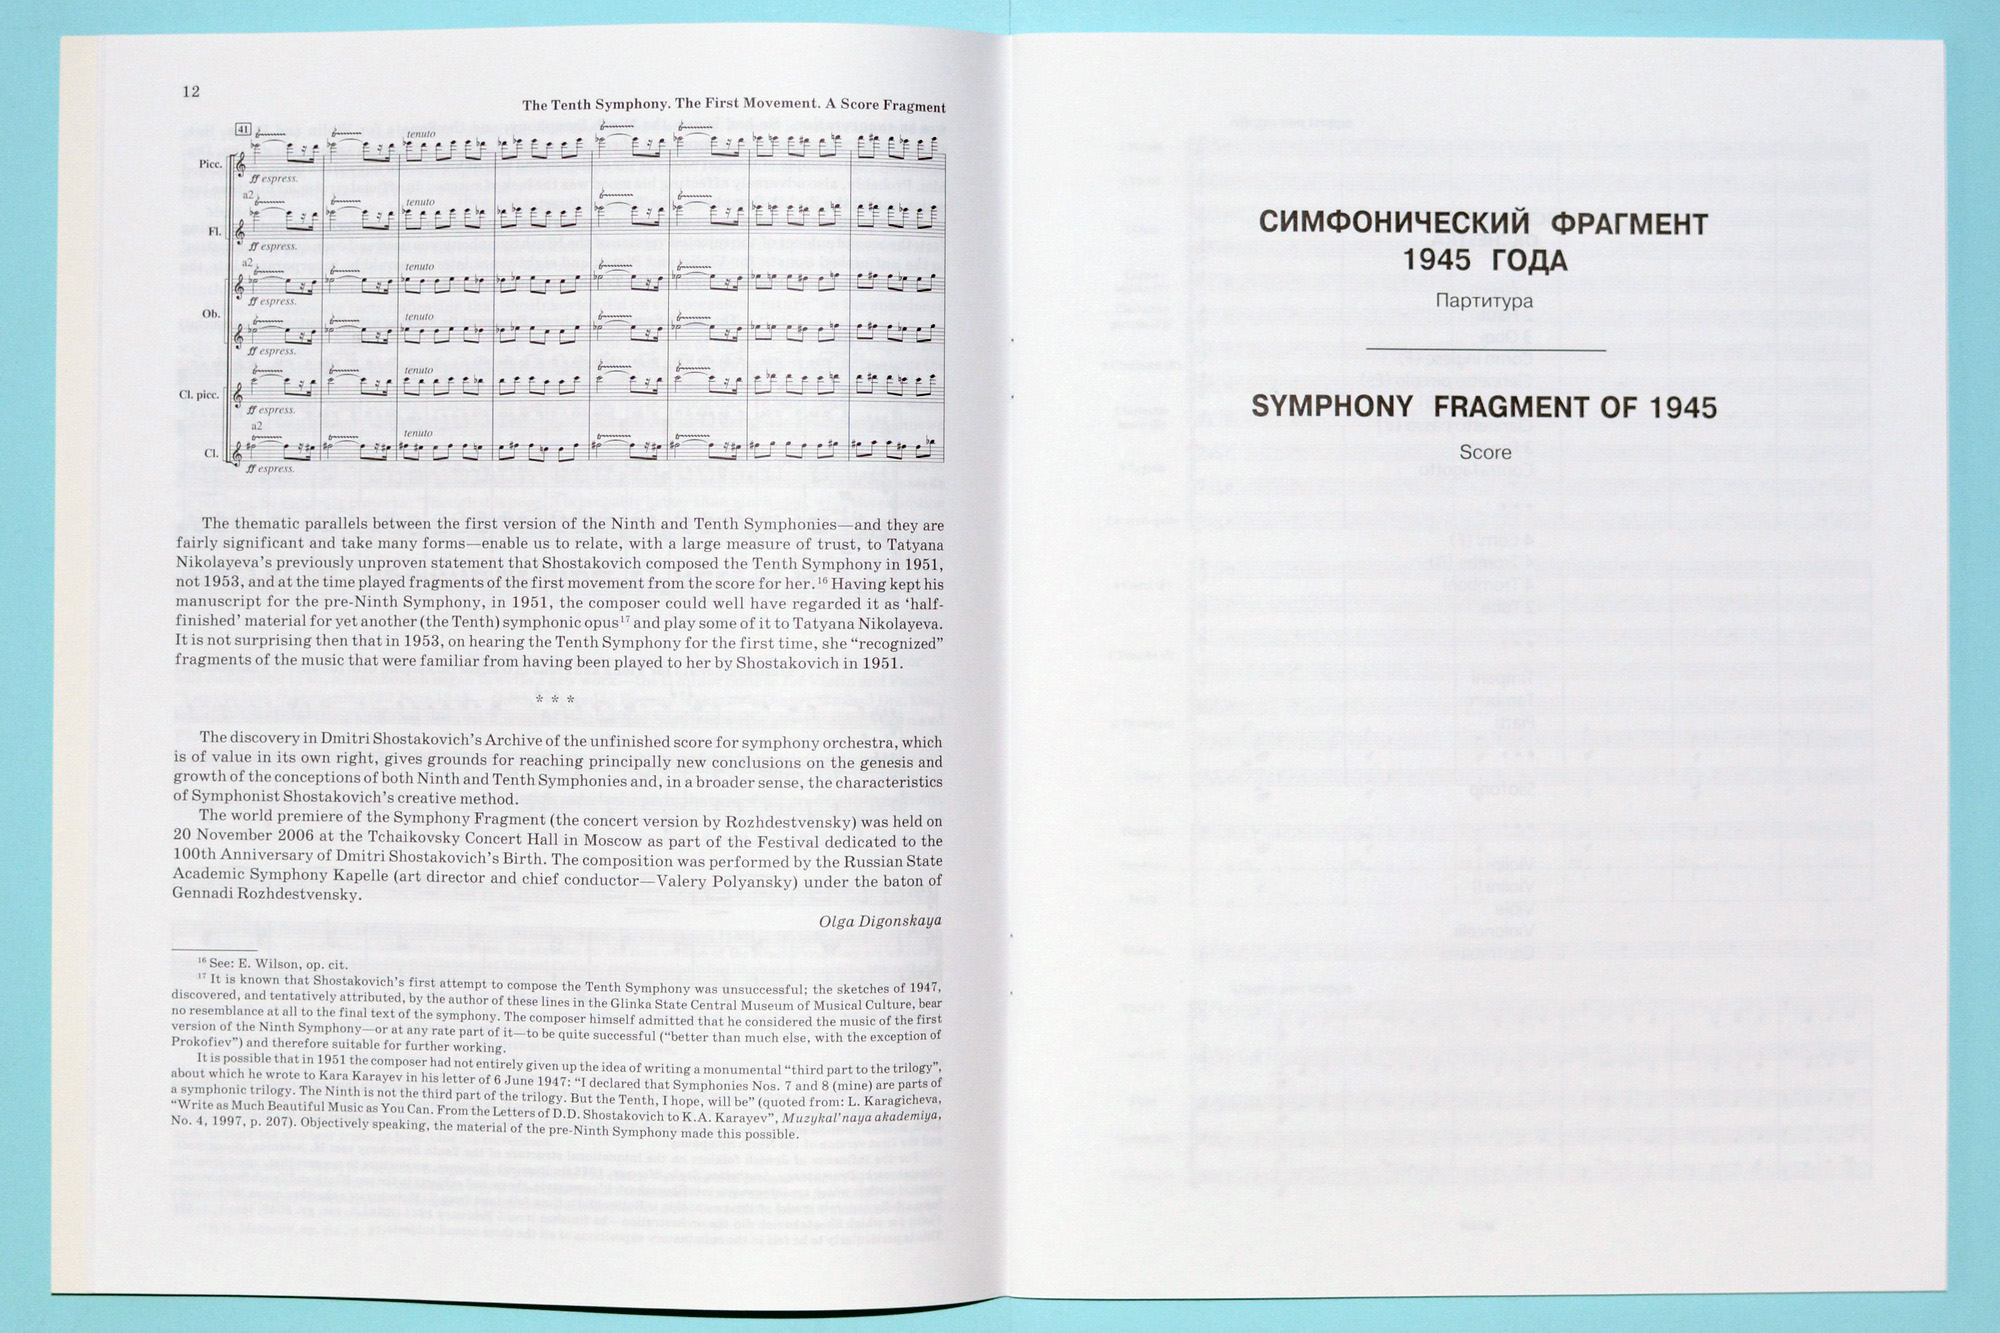 12
The Tenth Symphony. The First Movement. A Score Fragment
41
tenuto
Picc.
ff espress.
a2
tenuto
Fl.
ff espress.
a2
tenuto
ff espress.
Ob.
tenuto
ff espress.
tenuto
Cl. picc.
ff espress.
a2
tenuto
Cl.
ff espress.
The thematic parallels between the first version of the Ninth and Tenth Symphonies—and they are
fairly significant and take many forms—enable us to relate, with a large measure of trust, to Tatyana
Nikolayeva's previously unproven statement that Shostakovich composed the Tenth Symphony in 1951,
not 1953, and at the time played fragments of the first movement from the score for her.16 Having kept his
manuscript for the pre-Ninth Symphony, in 1951, the composer could well have regarded it as ‘half-
finished’ material for yet another (the Tenth) symphonic opus17 and play some of it to Tatyana Nikolayeva.
It is not surprising then that in 1953, on hearing the Tenth Symphony for the first time, she “recognized”
fragments of the music that were familiar from having been played to her by Shostakovich in 1951.
* * *
The discovery in Dmitri Shostakovich's Archive of the unfinished score for symphony orchestra, which
is of value in its own right, gives grounds for reaching principally new conclusions on the genesis and
growth of the conceptions of both Ninth and Tenth Symphonies and, in a broader sense, the characteristics
of Symphonist Shostakovich's creative method.
The world premiere of the Symphony Fragment (the concert version by Rozhdestvensky) was held on
20 November 2006 at the Tchaikovsky Concert Hall in Moscow as part of the Festival dedicated to the
100th Anniversary of Dmitri Shostakovich's Birth. The composition was performed by the Russian State
Academic Symphony Kapelle (art director and chief conductor—Valery Polyansky) under the baton of
Gennadi Rozhdestvensky.
Olga Digonskaya
16 See: E. Wilson, op. cit.
17 It is known that Shostakovich's first attempt to compose the Tenth Symphony was unsuccessful; the sketches of 1947,
discovered, and tentatively attributed, by the author of these lines in the Glinka State Central Museum of Musical Culture, bear
no resemblance at all to the final text of the symphony. The composer himself admitted that he considered the music of the first
version of the Ninth Symphony—or at any rate part of it—to be quite successful (“better than much else, with the exception of
Prokofiev”) and therefore suitable for further working.
It is possible that in 1951 the composer had not entirely given up the idea of writing a monumental “third part to the trilogy”,
about which he wrote to Kara Karayev in his letter of 6 June 1947: “I declared that Symphonies Nos. 7 and 8 (mine) are parts of
a symphonic trilogy. The Ninth is not the third part of the trilogy. But the Tenth, I hope, will be” (quoted from: L. Karagicheva,
“Write as Much Beautiful Music as You Can. From the Letters of D.D. Shostakovich to K.A. Karayev”, Muzykal'naya akademiya,
No. 4, 1997, p. 207). Objectively speaking, the material of the pre-Ninth Symphony made this possible.
СИМФОНИЧЕСКИЙ ФРАГМЕНТ
1945 ГОДА
Партитура
SYMPHONY FRAGMENT OF 1945
Score